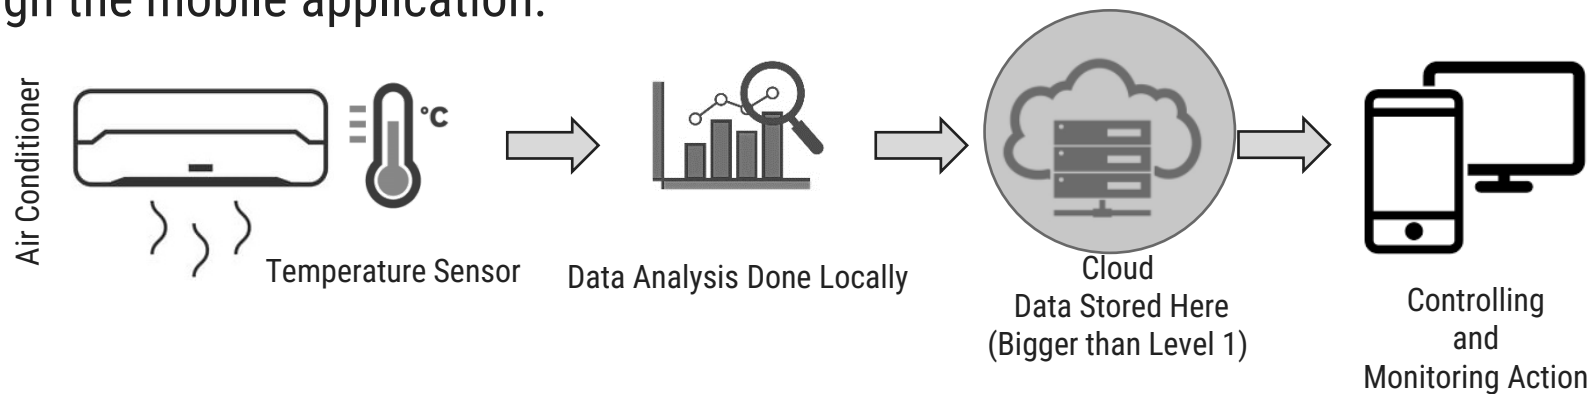 gh the mobile application.
Air Conditioner
°C
Temperature Sensor
Data Analysis Done Locally
Cloud
Data Stored Here
(Bigger than Level 1)
Controlling
and
Monitoring Action